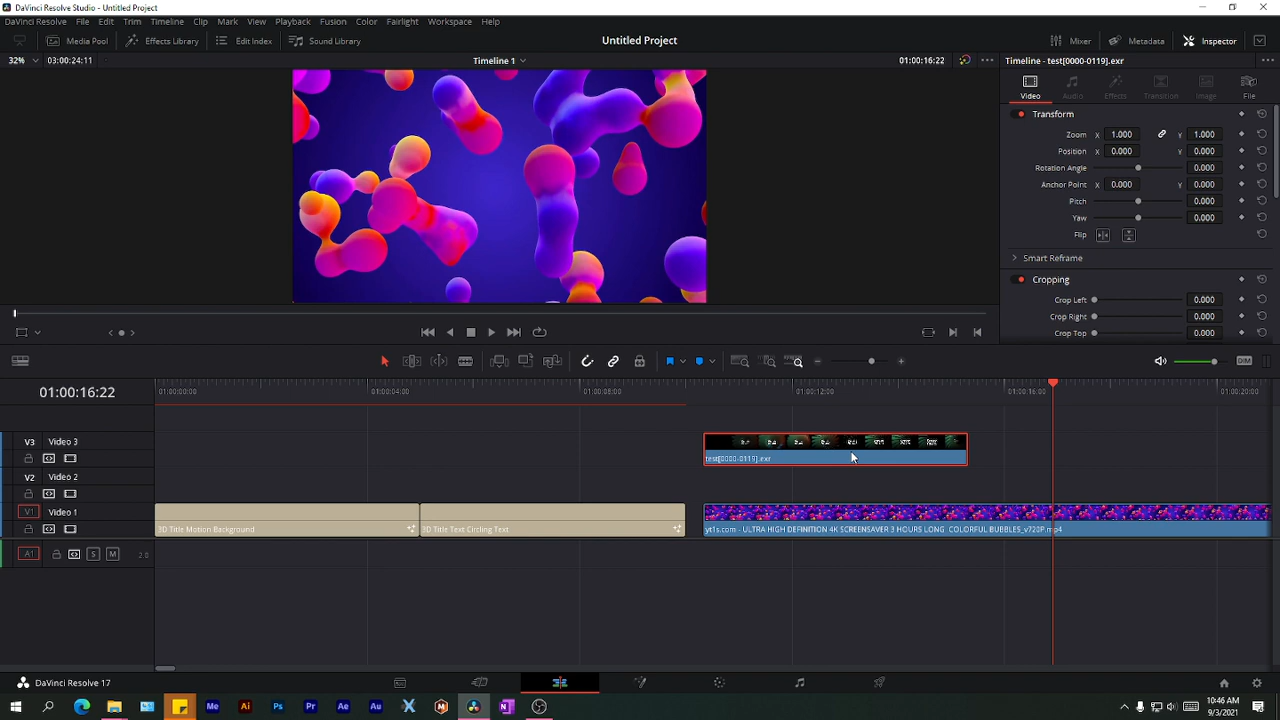 DaVinci Resolve Studio - Untitled Project
DaVinci Resolve File Edit Trim Timeline Clip Mark View Playback Fusion Color Fairlight Workspace Help
Media Pool Effects Library Edit Index Sound Library Untitled Project Mixer Metadata Inspector
32% 03:00:24:11 Timeline 1 01:00:16:22 Timeline - test[0000-0119].exr
Video Audio Effects Transition Image File
Transform
Zoom X 1.000 Y 1.000
Position X 0.000 Y 0.000
Rotation Angle 0.000
Anchor Point X 0.000 Y 0.000
Pitch 0.000
Yaw 0.000
Flip
Smart Reframe
Cropping
Crop Left 0.000
Crop Right 0.000
Crop Top 0.000
DIM
01:00:16:22 01:00:00:00 01:00:04:00 01:00:08:00 01:00:12:00 01:00:16:00 01:00:20:00
V3 Video 3
test[0000-0119].exr
V2 Video 2
V1 Video 1
3D Title Motion Background 3D Title Text Circling Text yt1s.com - ULTRA HIGH DEFINITION 4K SCREENSAVER 3 HOURS LONG COLORFUL BUBBLES_v720P.mp4
A1 S M 2.0
DaVinci Resolve 17
Me Ai Ps Pr Ae Au N
10:46 AM
9/3/2021